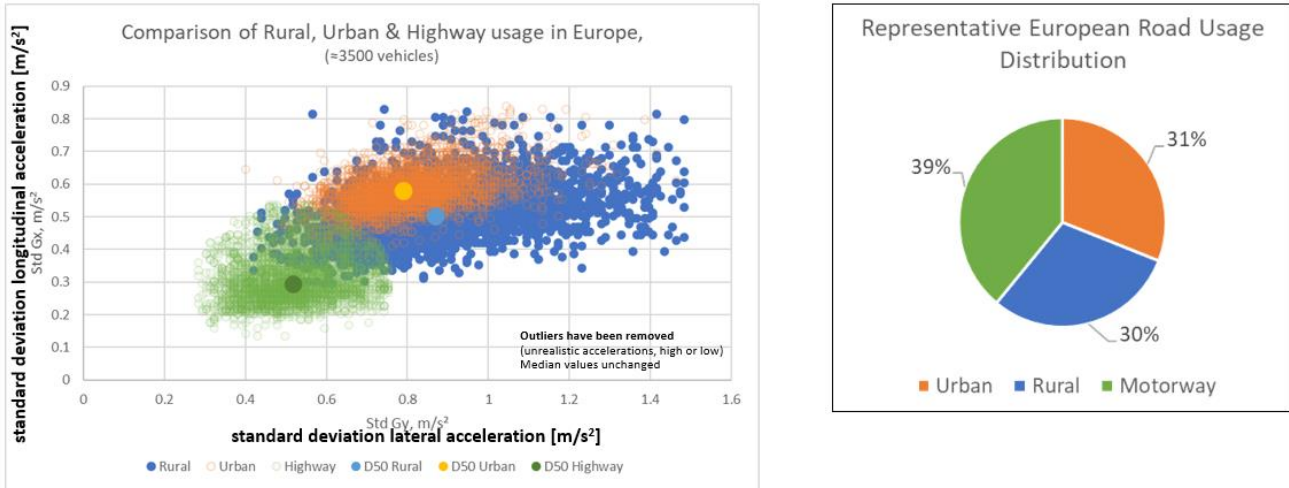 Comparison of Rural, Urban & Highway usage in Europe,
(≈3500 vehicles)
standard deviation longitudinal acceleration [m/s²]
Std Gx, m/s²
0.9
0.8
0.7
0.6
0.5
0.4
0.3
0.2
0.1
0
Outliers have been removed
(unrealistic accelerations, high or low)
Median values unchanged
0 0.2 0.4 0.6 0.8 1 1.2 1.4 1.6
Std Gy, m/s²
standard deviation lateral acceleration [m/s²]
Rural Urban Highway D50 Rural D50 Urban D50 Highway
Representative European Road Usage
Distribution
39%
31%
30%
Urban Rural Motorway